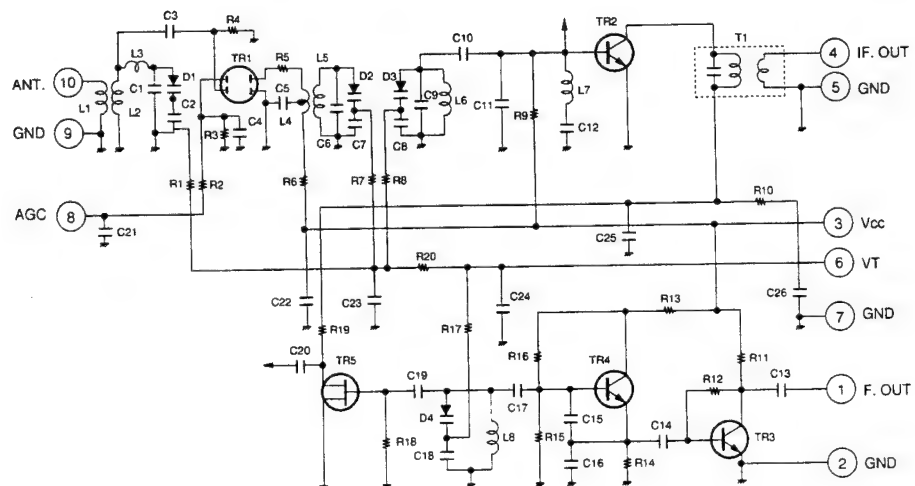 C3
R4
TR2
C10
T1
L3
TR1
R5
L5
4
IF. OUT
ANT.
10
D1
D2
D3
C1
C5
C9
L6
L7
5
GND
L1
C2
C11
GND
9
L2
R3
C4
L4
C6
C7
C8
R9
C12
R1
R2
R6
R7
R8
R10
AGC
8
C21
C25
3
Vcc
R20
6
VT
C22
C23
C24
R13
C26
R19
R17
7
GND
C20
R16
TR4
R11
TR5
C19
C17
R12
C13
1
F. OUT
D4
C15
C14
R18
C18
L8
R15
TR3
C16
R14
2
GND